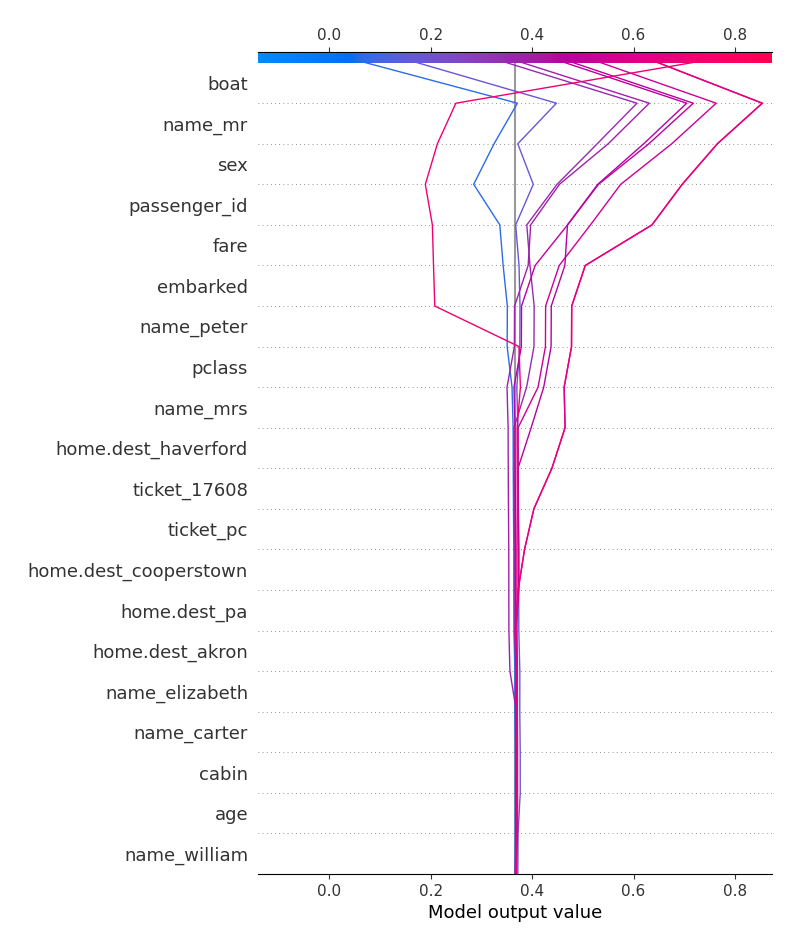 0.0 0.2 0.4 0.6 0.8
boat
name_mr
sex
passenger_id
fare
embarked
name_peter
pclass
name_mrs
home.dest_haverford
ticket_17608
ticket_pc
home.dest_cooperstown
home.dest_pa
home.dest_akron
name_elizabeth
name_carter
cabin
age
name_william
0.0 0.2 0.4 0.6 0.8
Model output value